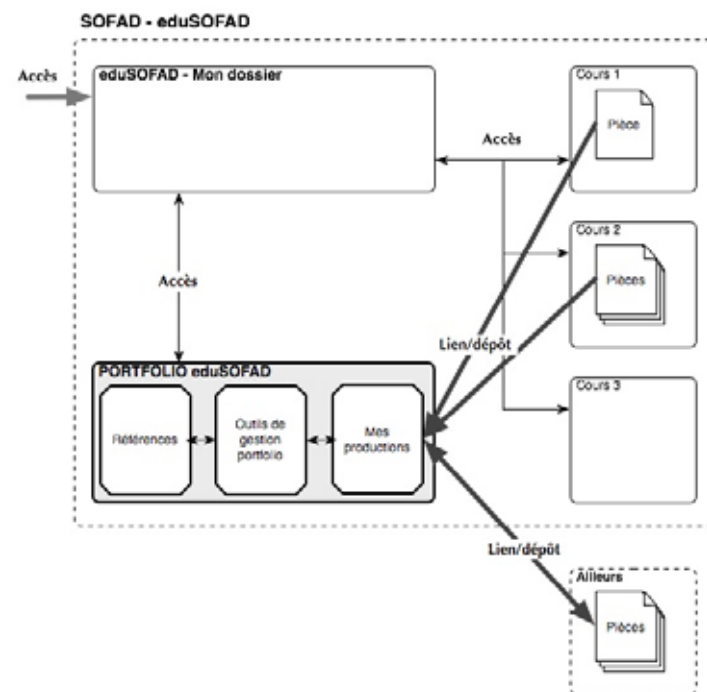 SOFAD - eduSOFAD
Accès
eduSOFAD - Mon dossier
Cours 1
Pièce
Accès
Cours 2
Pièces
Accès
Lien/dépôt
PORTFOLIO eduSOFAD
Références
Outils de
gestion
portfolio
Mes
productions
Cours 3
Lien/dépôt
Ailleurs
Pièces